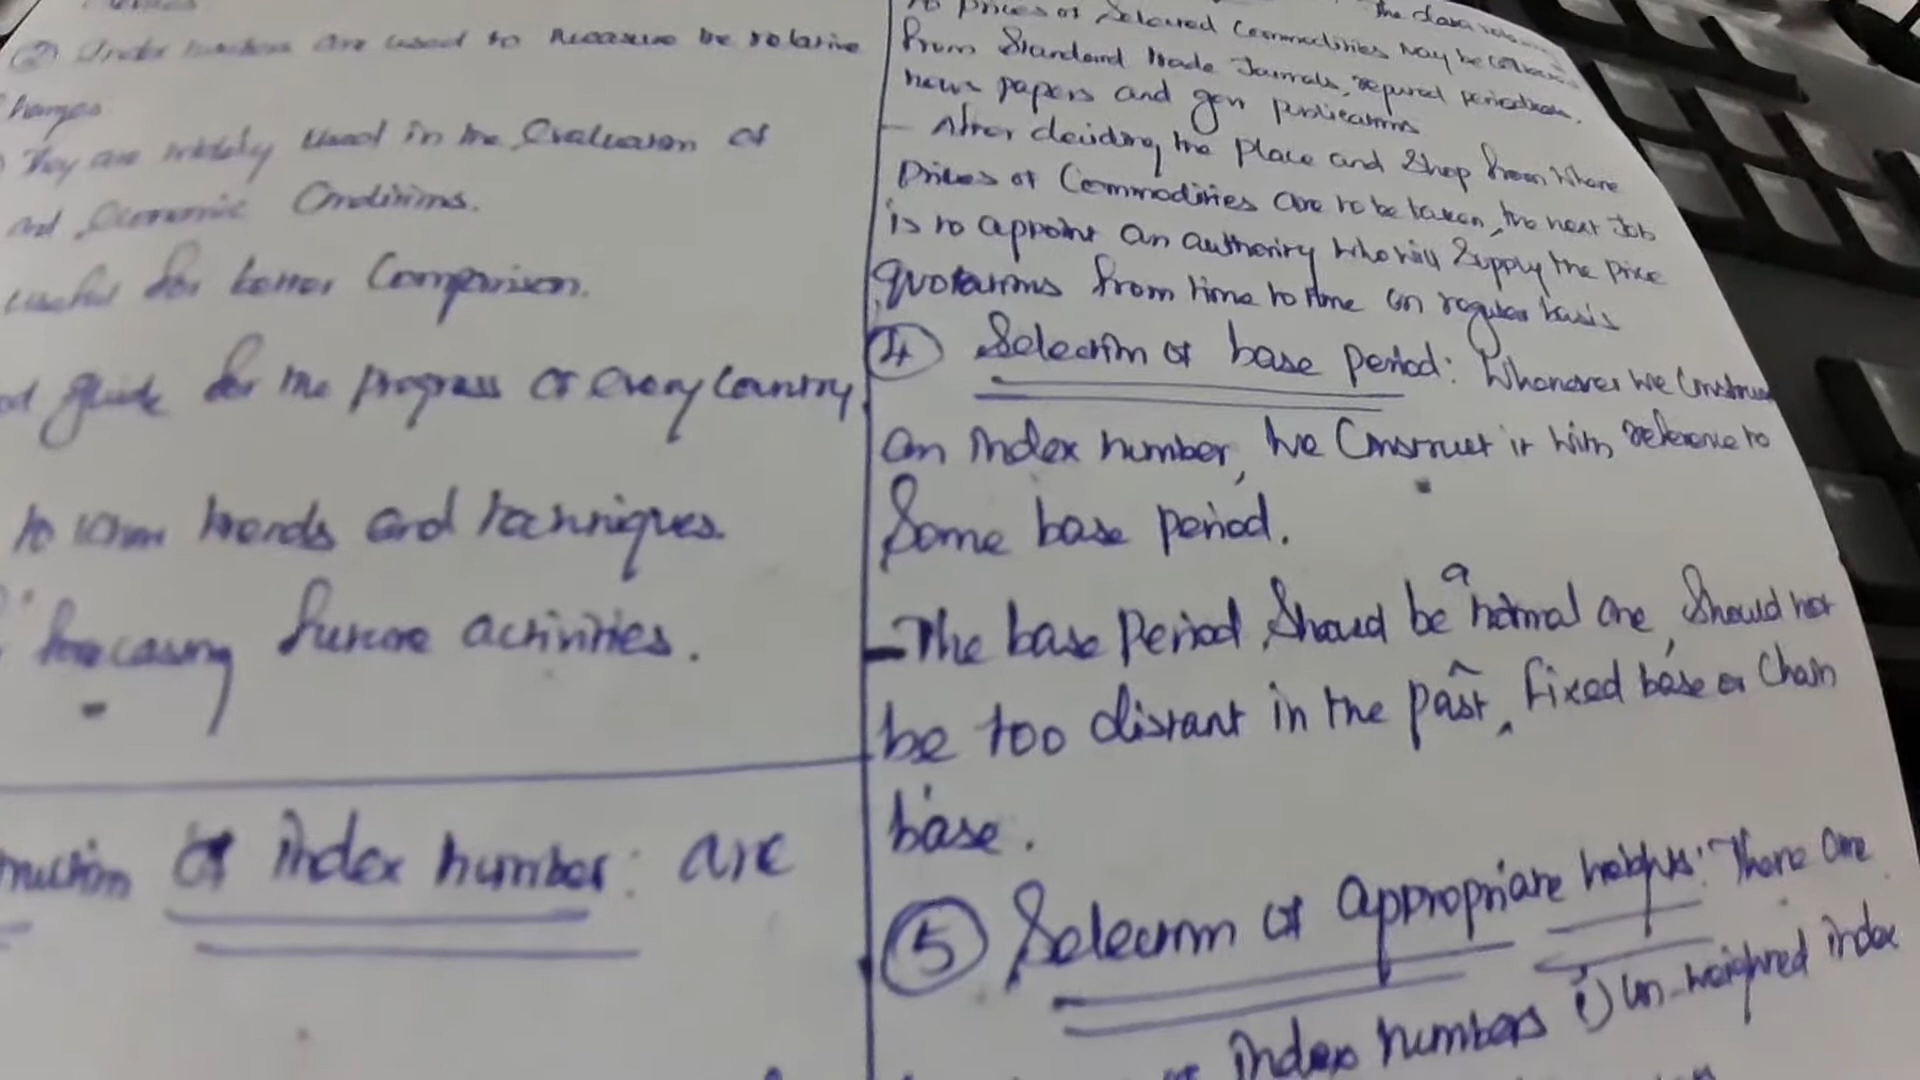 ② Index numbers are used to measure the relative
hanges
They are widely used in the Evaluation of
and Economic Conditions.
useful for better Comparison.
guide for the progress of every Country
to known trends and techniques.
forecasing future activities.
of index number: are
Prices of Selected Commodities may be
from Standard trade Journals, repured periodicals,
news papers and gov publications
- After deciding the place and shop from where
Prices of Commodities are to be taken, the next Job
is to appoint an authority who will Supply the price
quotations from time to time on regular basis
④ Selection of base period: Whenever we Construct
an index number, we Construct it with reference to
Some base period.
- The base Period Should be a normal one, Should not
be too distant in the past, fixed base or Chain
base.
⑤ Selection of appropriate weights: There are
index numbers i) un-weighted index